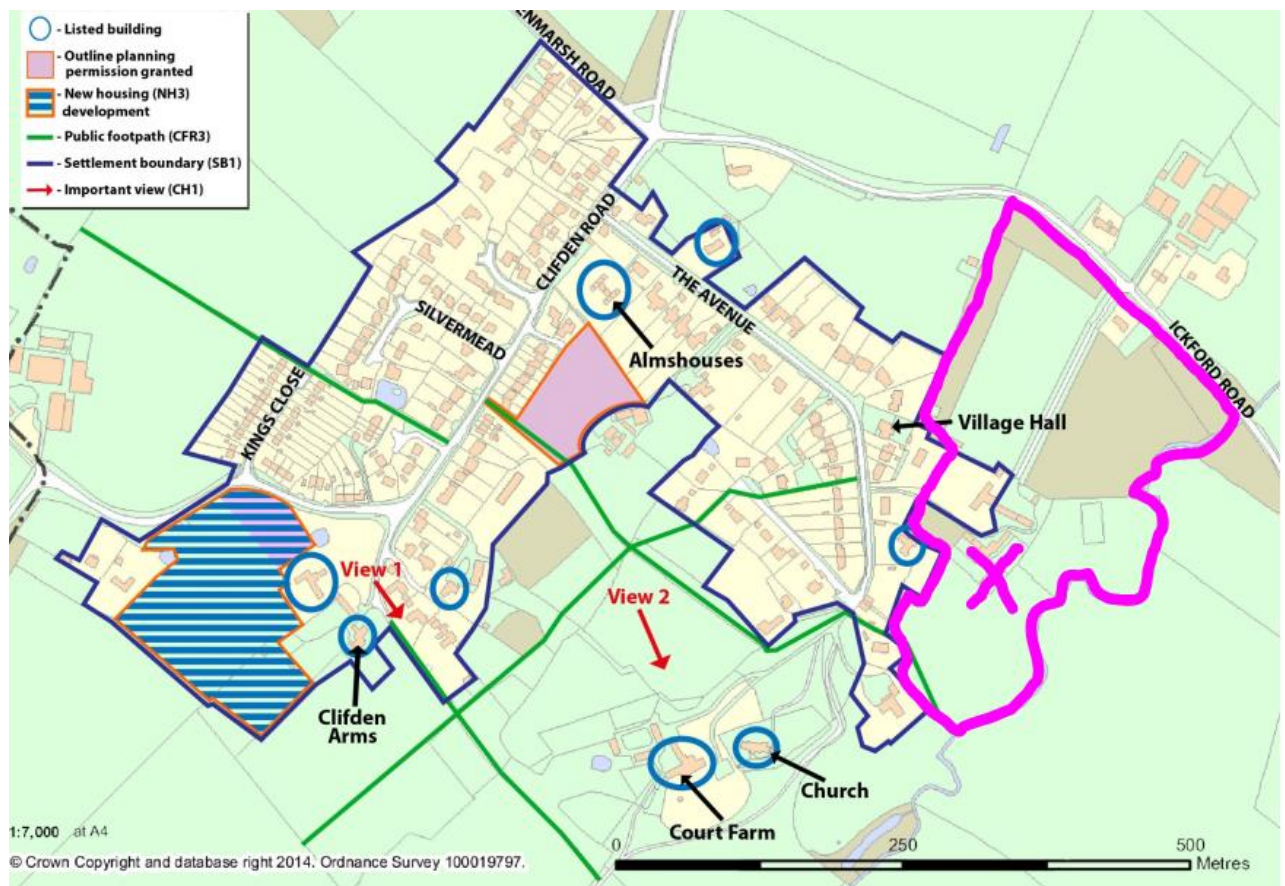 - Listed building
- Outline planning
permission granted
- New housing (NH3)
development
- Public footpath (CFR3)
- Settlement boundary (SB1)
- Important view (CH1)
ENMARSH ROAD
CLIFDEN ROAD
THE AVENUE
SILVERMEAD
Almshouses
ICKFORD ROAD
KINGS CLOSE
Village Hall
View 1
View 2
Clifden
Arms
Church
Court Farm
1:7,000 at A4
0 250 500
Metres
© Crown Copyright and database right 2014. Ordnance Survey 100019797.